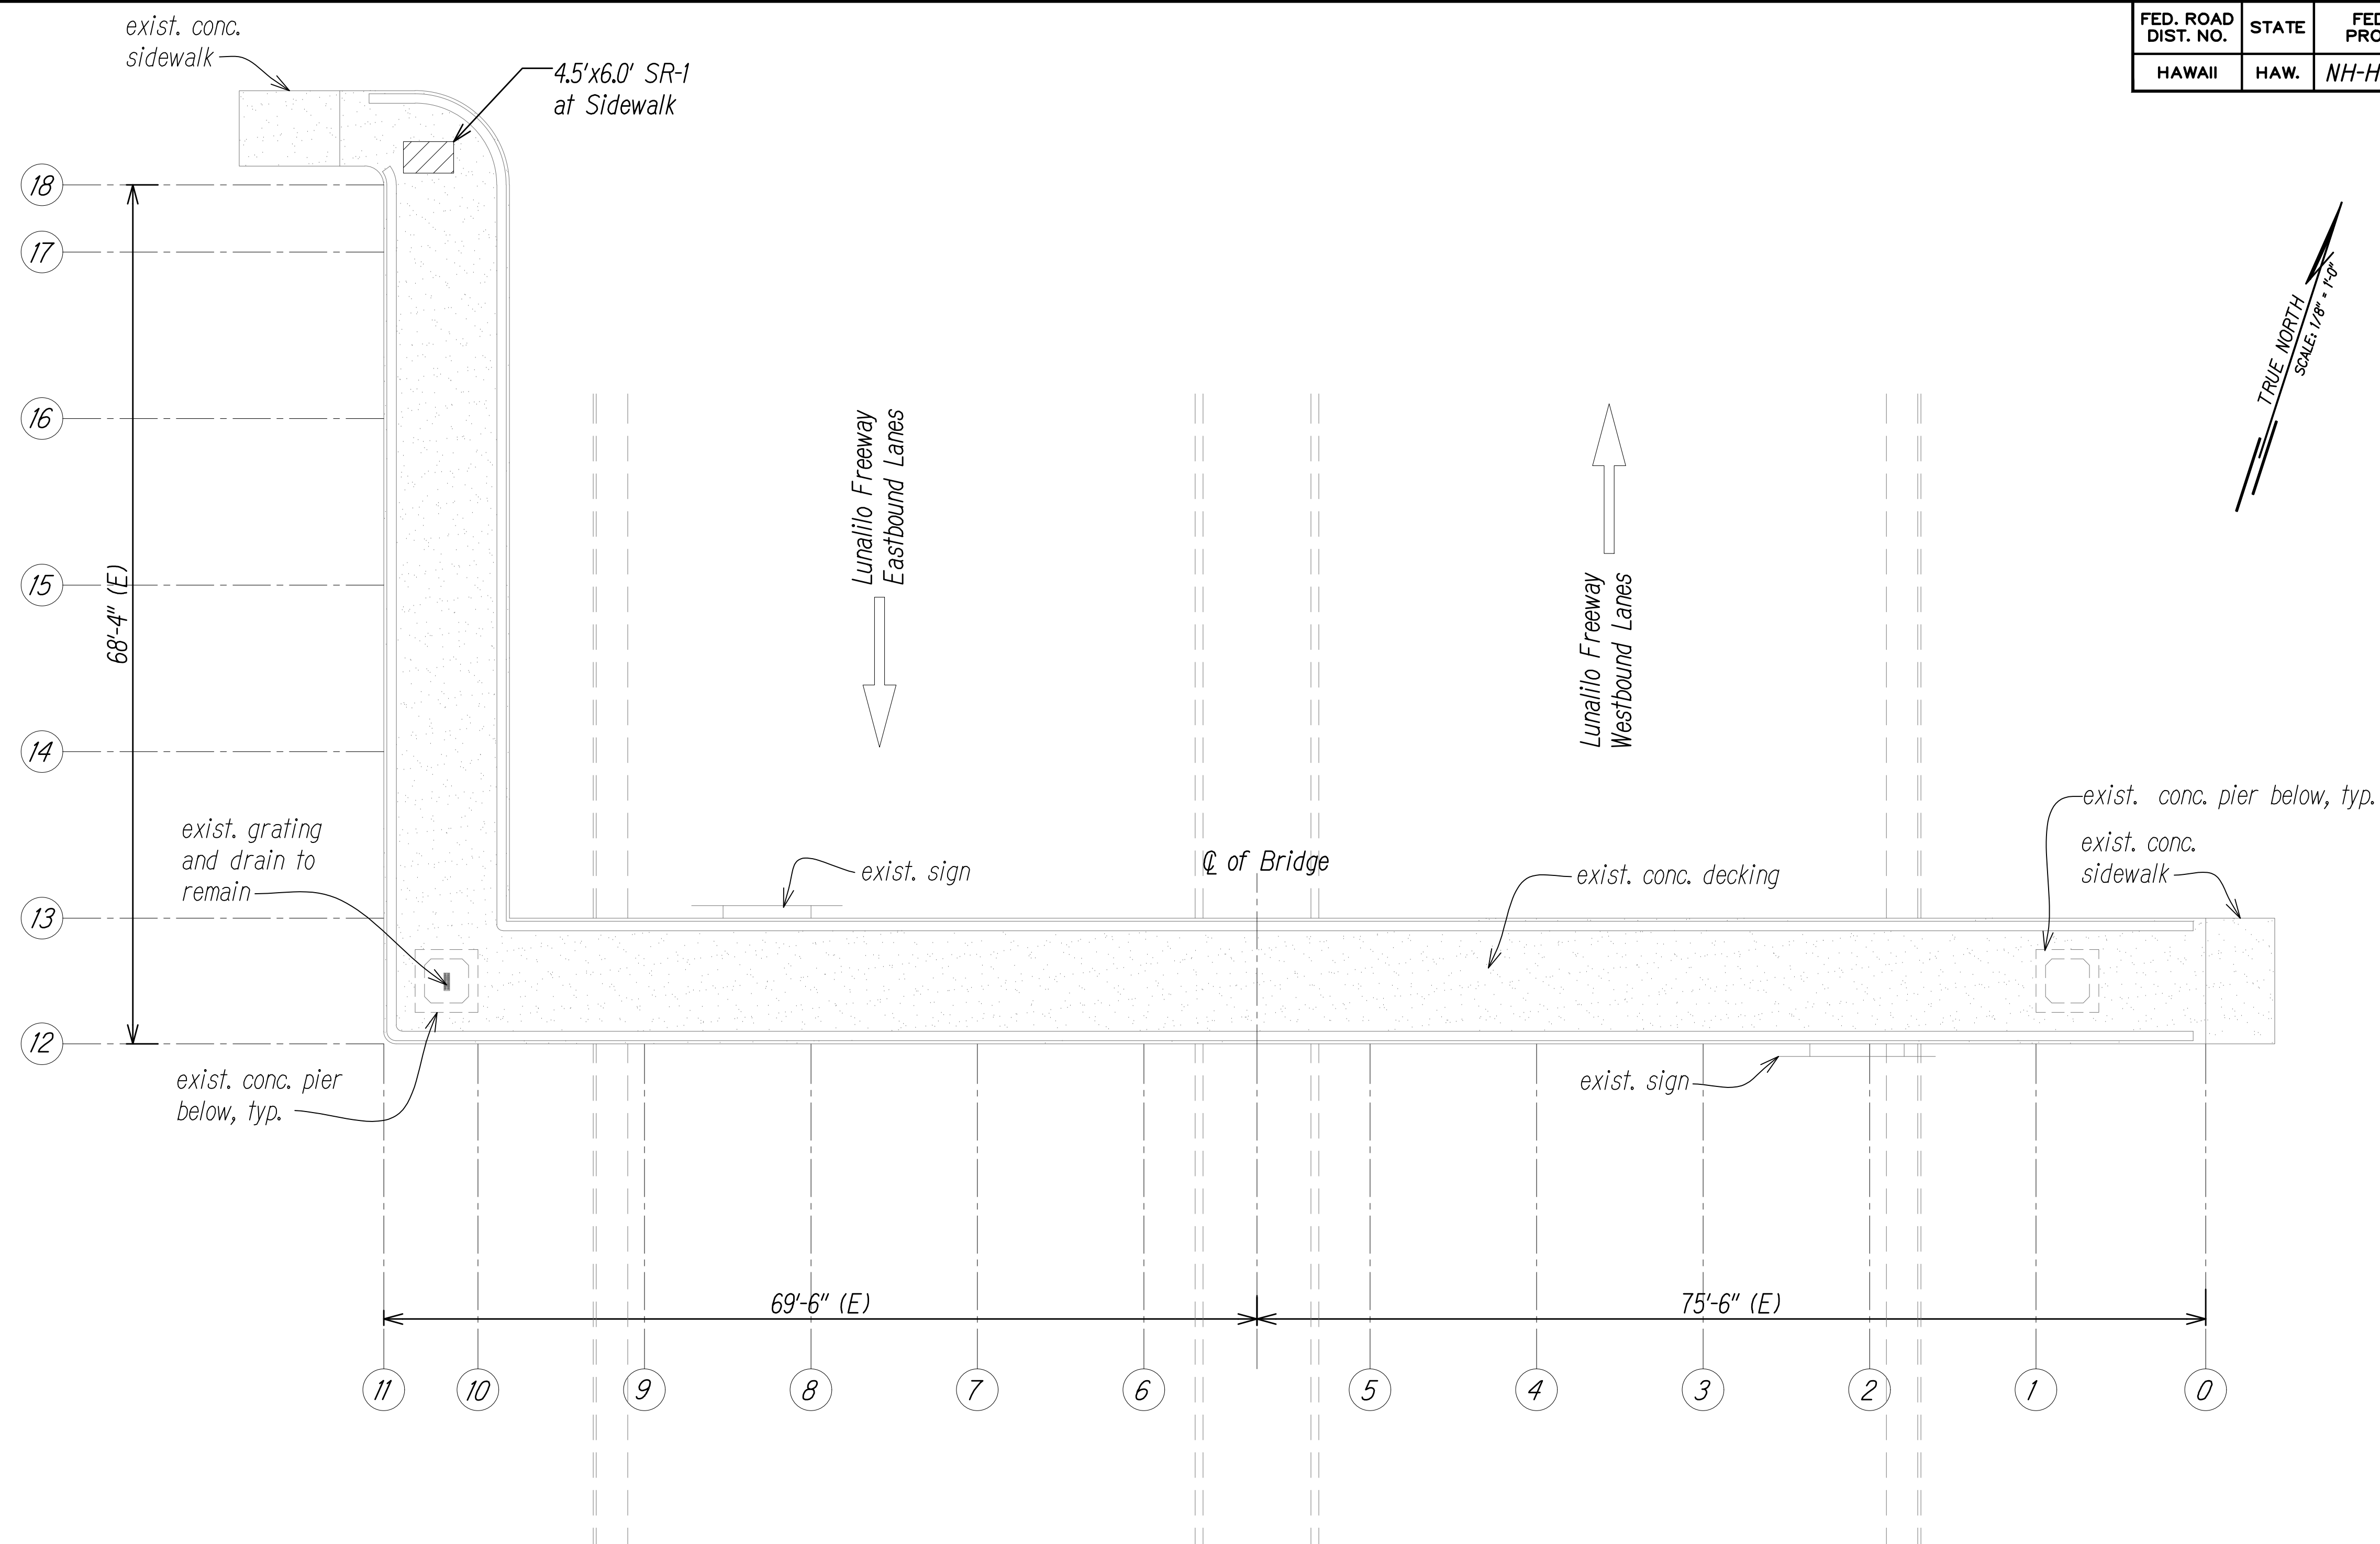 exist. conc.
sidewalk
4.5'x6.0' SR-1
at Sidewalk
FED. ROAD
DIST. NO.
STATE
FED
PRO
HAWAII
HAW.
NH-H
18
17
16
15
14
13
12
68'-4" (E)
TRUE NORTH
SCALE: 1/8" = 1'-0"
Lunalilo Freeway
Eastbound Lanes
Lunalilo Freeway
Westbound Lanes
exist. grating
and drain to
remain
exist. sign
℄ of Bridge
exist. conc. decking
exist. conc. pier below, typ.
exist. conc.
sidewalk
exist. conc. pier
below, typ.
exist. sign
69'-6" (E)
75'-6" (E)
11
10
9
8
7
6
5
4
3
2
1
0